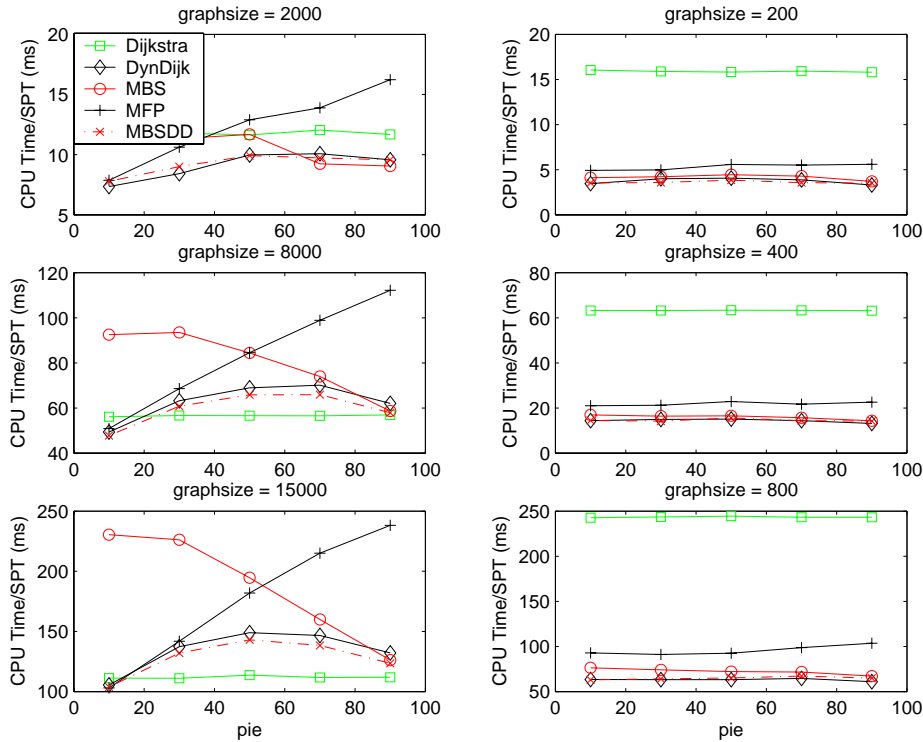 graphsize = 2000
20
15
10
5
0 20 40 60 80 100
CPU Time/SPT (ms)
Dijkstra
DynDijk
MBS
MFP
MBSDD
graphsize = 200
20
15
10
5
0
0 20 40 60 80 100
CPU Time/SPT (ms)
graphsize = 8000
120
100
80
60
40
0 20 40 60 80 100
CPU Time/SPT (ms)
graphsize = 400
80
60
40
20
0
0 20 40 60 80 100
CPU Time/SPT (ms)
graphsize = 15000
250
200
150
100
0 20 40 60 80 100
CPU Time/SPT (ms)
pie
graphsize = 800
250
200
150
100
50
0 20 40 60 80 100
CPU Time/SPT (ms)
pie